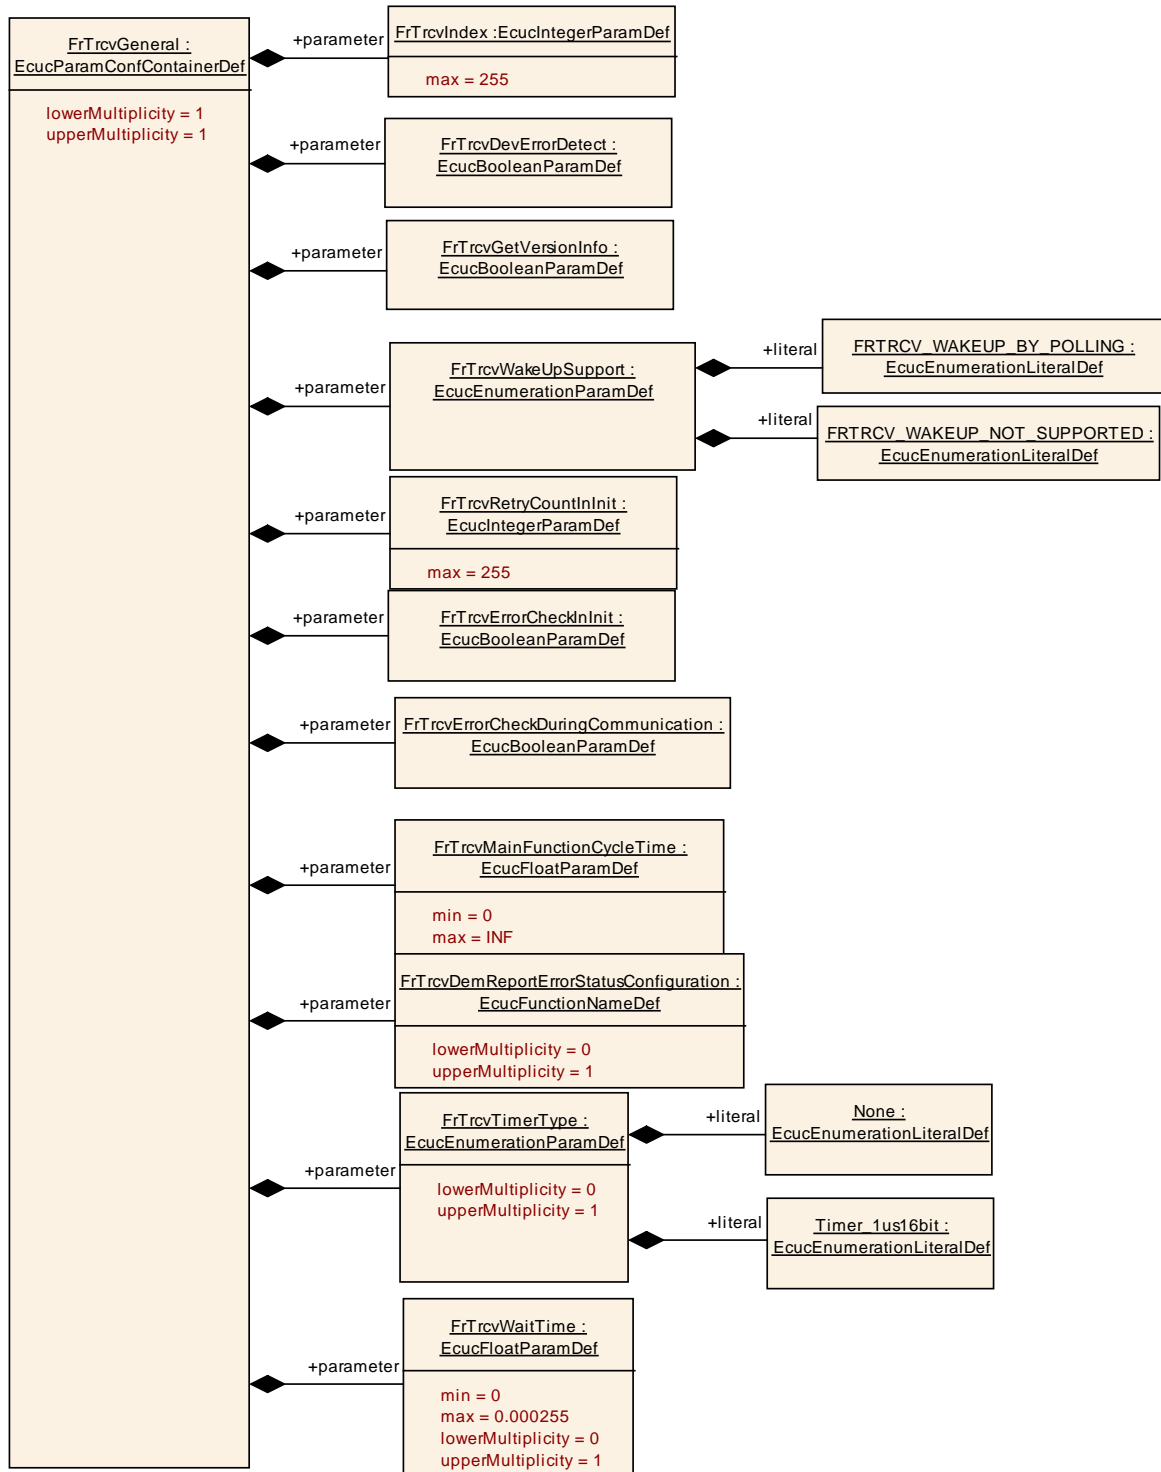 FrTrcvGeneral :
EcucParamConfContainerDef
lowerMultiplicity = 1
upperMultiplicity = 1
+parameter
FrTrcvIndex :EcucIntegerParamDef
max = 255
+parameter
FrTrcvDevErrorDetect :
EcucBooleanParamDef
+parameter
FrTrcvGetVersionInfo :
EcucBooleanParamDef
+parameter
FrTrcvWakeUpSupport :
EcucEnumerationParamDef
+literal
FRTRCV_WAKEUP_BY_POLLING :
EcucEnumerationLiteralDef
+literal
FRTRCV_WAKEUP_NOT_SUPPORTED :
EcucEnumerationLiteralDef
+parameter
FrTrcvRetryCountInInit :
EcucIntegerParamDef
max = 255
+parameter
FrTrcvErrorCheckInInit :
EcucBooleanParamDef
+parameter
FrTrcvErrorCheckDuringCommunication :
EcucBooleanParamDef
+parameter
FrTrcvMainFunctionCycleTime :
EcucFloatParamDef
min = 0
max = INF
+parameter
FrTrcvDemReportErrorStatusConfiguration :
EcucFunctionNameDef
lowerMultiplicity = 0
upperMultiplicity = 1
+parameter
FrTrcvTimerType :
EcucEnumerationParamDef
lowerMultiplicity = 0
upperMultiplicity = 1
+literal
None :
EcucEnumerationLiteralDef
+literal
Timer_1us16bit :
EcucEnumerationLiteralDef
+parameter
FrTrcvWaitTime :
EcucFloatParamDef
min = 0
max = 0.000255
lowerMultiplicity = 0
upperMultiplicity = 1